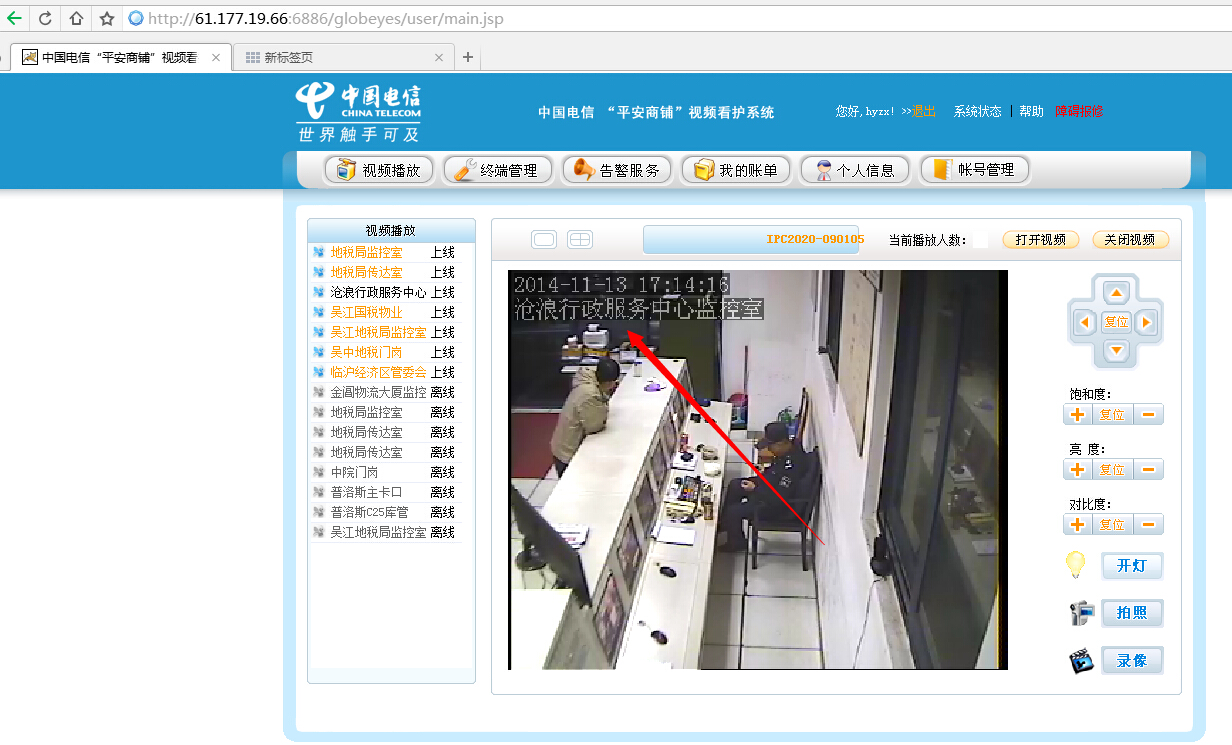 http://61.177.19.66:6886/globeyes/user/main.jsp
中国电信“平安商铺”视频看
新标签页
中国电信
CHINA TELECOM
世界触手可及
中国电信 “平安商铺”视频看护系统
您好,hyzx! >>退出 系统状态 | 帮助 障碍报修
视频播放 终端管理 告警服务 我的账单 个人信息 帐号管理
视频播放
地税局监控室 上线
地税局传达室 上线
沧浪行政服务中心 上线
吴江国税物业 上线
吴江地税局监控室 上线
吴中地税门岗 上线
临沪经济区管委会 上线
金阊物流大厦监控 离线
地税局监控室 离线
地税局传达室 离线
地税局传达室 离线
中院门岗 离线
普洛斯主卡口 离线
普洛斯C25库管 离线
吴江地税局监控室 离线
IPC2020-090105
当前播放人数:
打开视频
关闭视频
2014-11-13 17:14:16
沧浪行政服务中心监控室
复位
饱和度:
复位
亮 度:
复位
对比度:
复位
开灯
拍照
录像